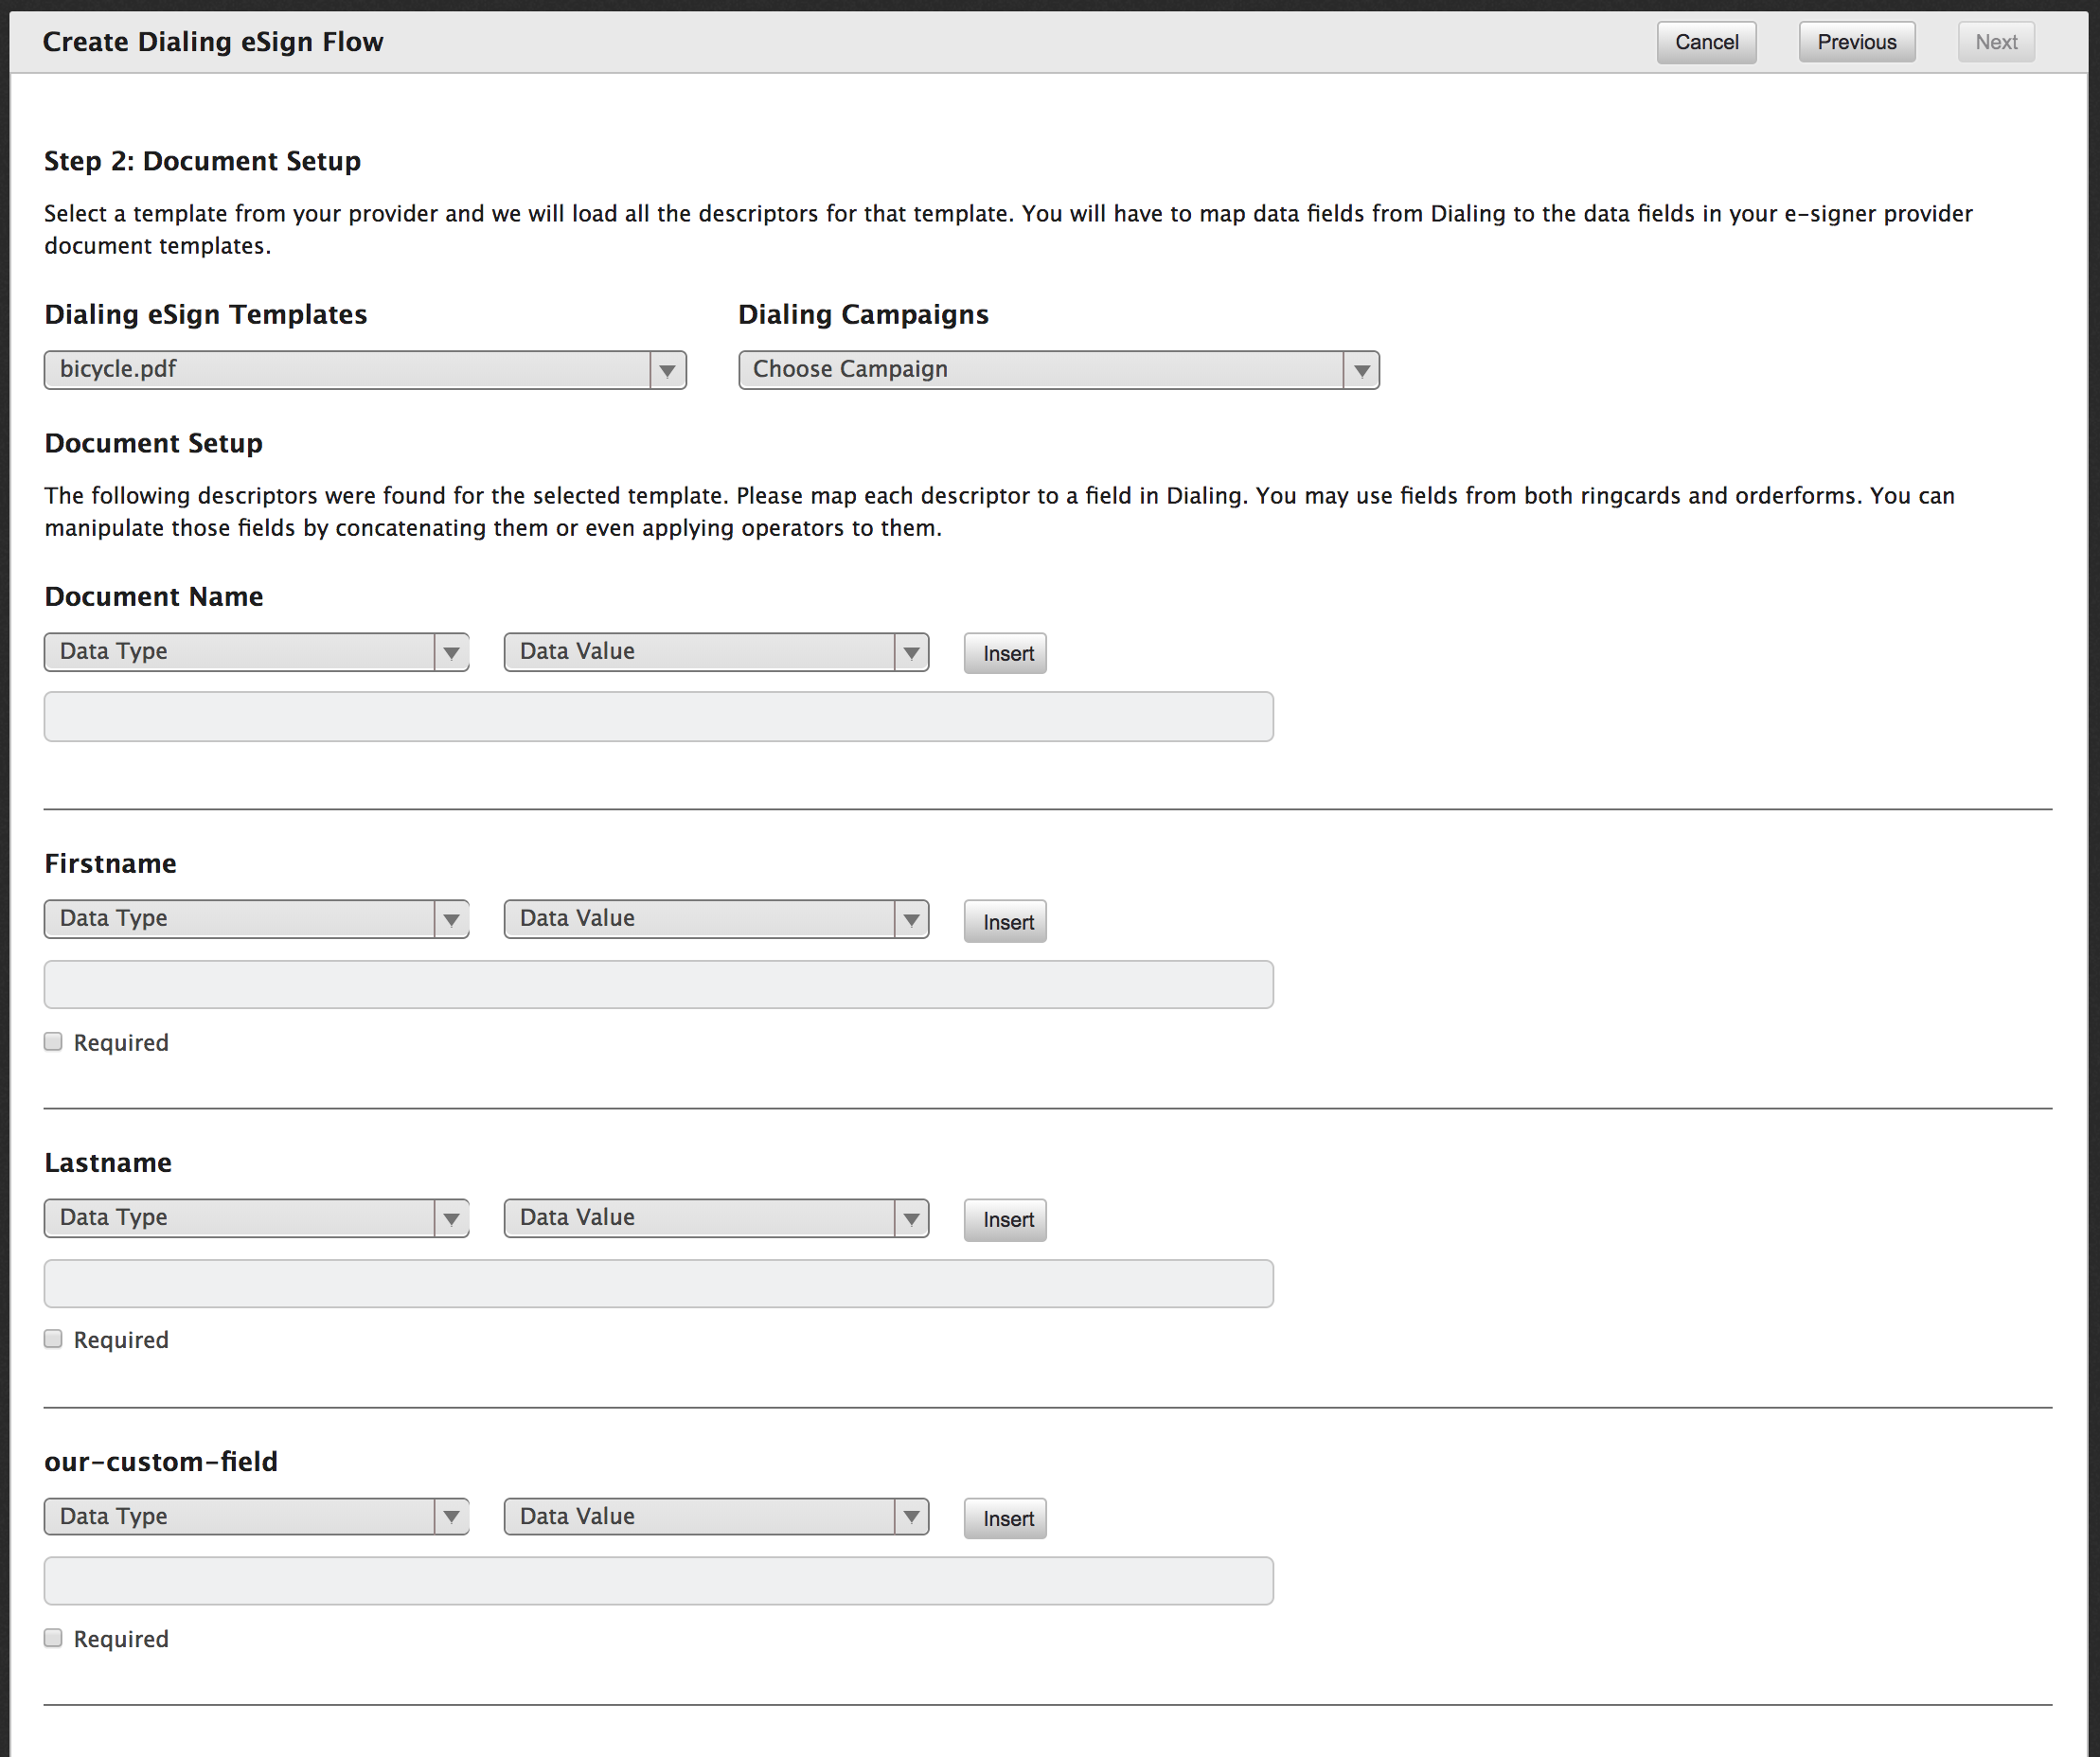 Create Dialing eSign Flow
Cancel
Previous
Next
Step 2: Document Setup
Select a template from your provider and we will load all the descriptors for that template. You will have to map data fields from Dialing to the data fields in your e-signer provider
document templates.
Dialing eSign Templates
Dialing Campaigns
bicycle.pdf
Choose Campaign
Document Setup
The following descriptors were found for the selected template. Please map each descriptor to a field in Dialing. You may use fields from both ringcards and orderforms. You can
manipulate those fields by concatenating them or even applying operators to them.
Document Name
Data Type
Data Value
Insert
Firstname
Data Type
Data Value
Insert
Required
Lastname
Data Type
Data Value
Insert
Required
our-custom-field
Data Type
Data Value
Insert
Required